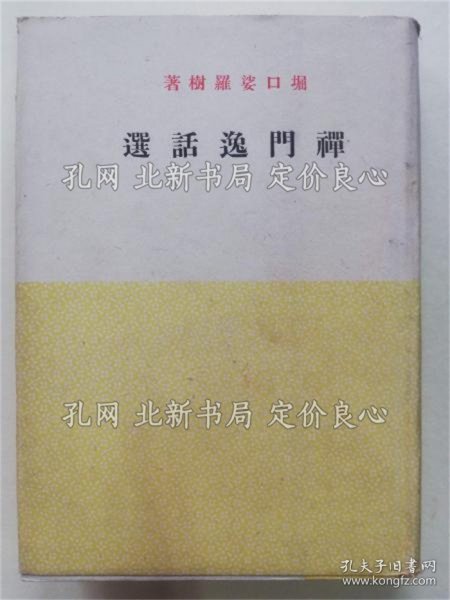 堀口娑羅樹著
禪門逸話選
孔网 北新书局 定价良心
孔网 北新书局 定价良心
孔夫子旧书网
www.kongfz.com